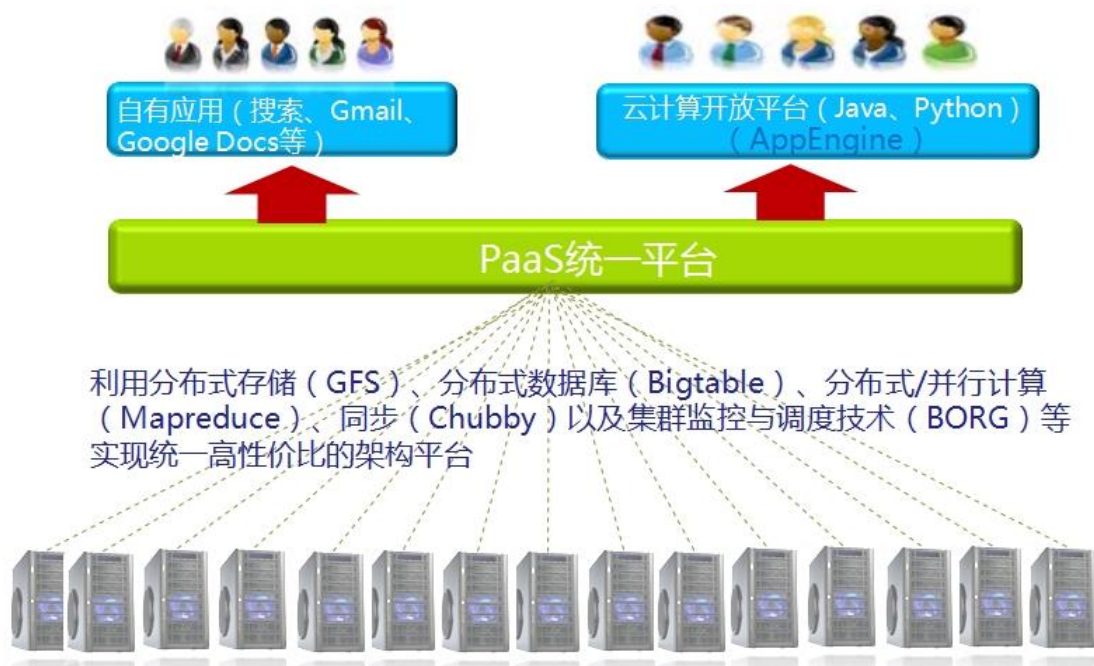 自有应用（搜索、Gmail、
Google Docs等）
云计算开放平台（Java、Python）
（AppEngine）
PaaS统一平台
利用分布式存储（GFS）、分布式数据库（Bigtable）、分布式/并行计算
（Mapreduce）、同步（Chubby）以及集群监控与调度技术（BORG）等
实现统一高性价比的架构平台